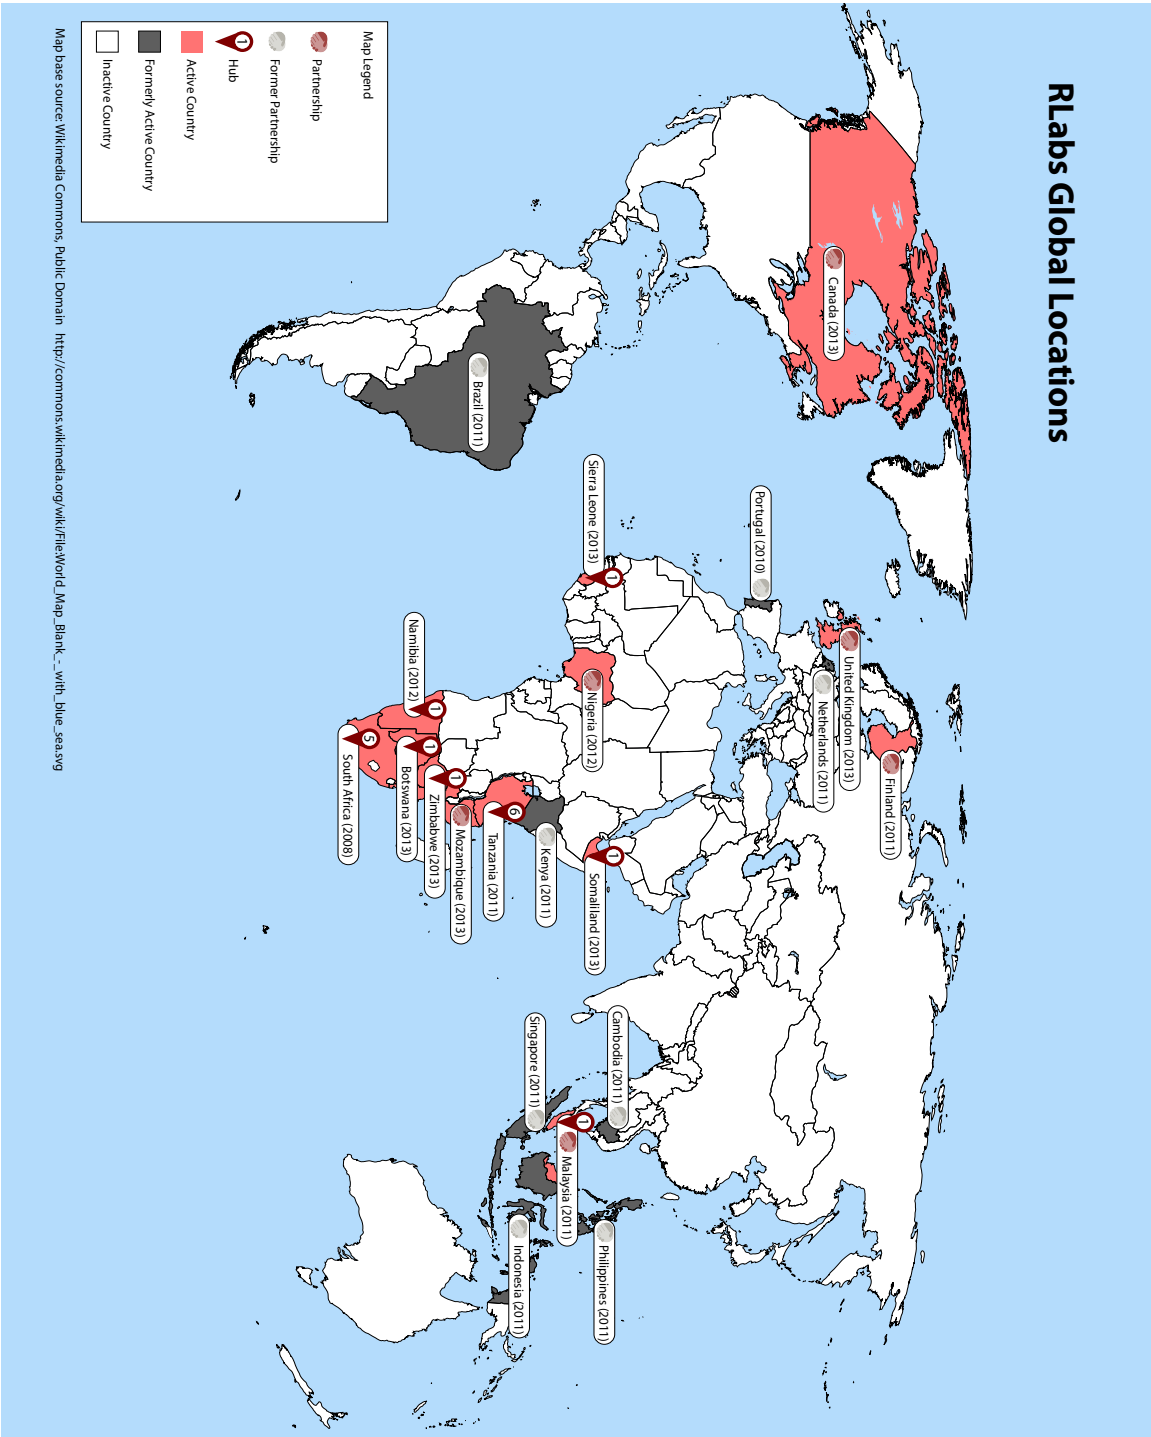 RLabs Global Locations
Canada (2013)
Brazil (2011)
Sierra Leone (2013)
1
Portugal (2010)
United Kingdom (2013)
Netherlands (2011)
Finland (2011)
Nigeria (2012)
Namibia (2012)
1
5
South Africa (2008)
1
Botswana (2013)
1
Zimbabwe (2013)
Mozambique (2013)
6
Tanzania (2011)
Kenya (2011)
1
Somaliland (2013)
Cambodia (2011)
Singapore (2011)
1
Malaysia (2011)
Philippines (2011)
Indonesia (2011)
Map Legend
Partnership
Former Partnership
1
Hub
Active Country
Formerly Active Country
Inactive Country
Map base source: Wikimedia Commons, Public Domain http://commons.wikimedia.org/wiki/File:World_Map_Blank_-_with_blue_sea.svg